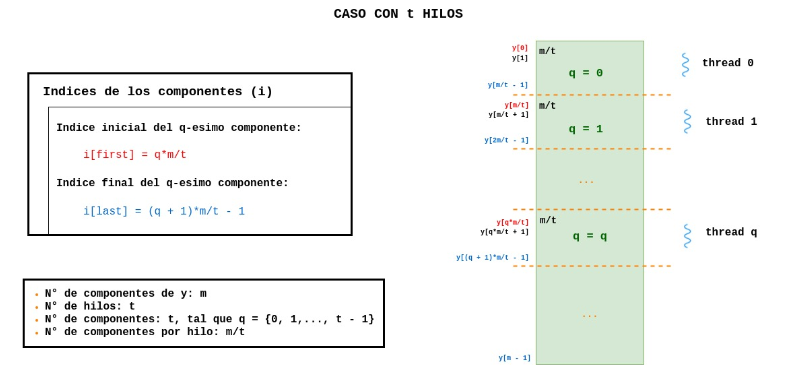 CASO CON t HILOS
Indices de los componentes (i)
Indice inicial del q-esimo componente:
i[first] = q*m/t
Indice final del q-esimo componente:
i[last] = (q + 1)*m/t - 1
N° de componentes de y: m
N° de hilos: t
N° de componentes: t, tal que q = {0, 1,..., t - 1}
N° de componentes por hilo: m/t
y[0]
y[1]
m/t
q = 0
thread 0
y[m/t - 1]
y[m/t]
m/t
y[m/t + 1]
q = 1
thread 1
y[2m/t - 1]
...
y[q*m/t]
m/t
y[q*m/t + 1]
q = q
thread q
y[(q + 1)*m/t - 1]
...
y[m - 1]